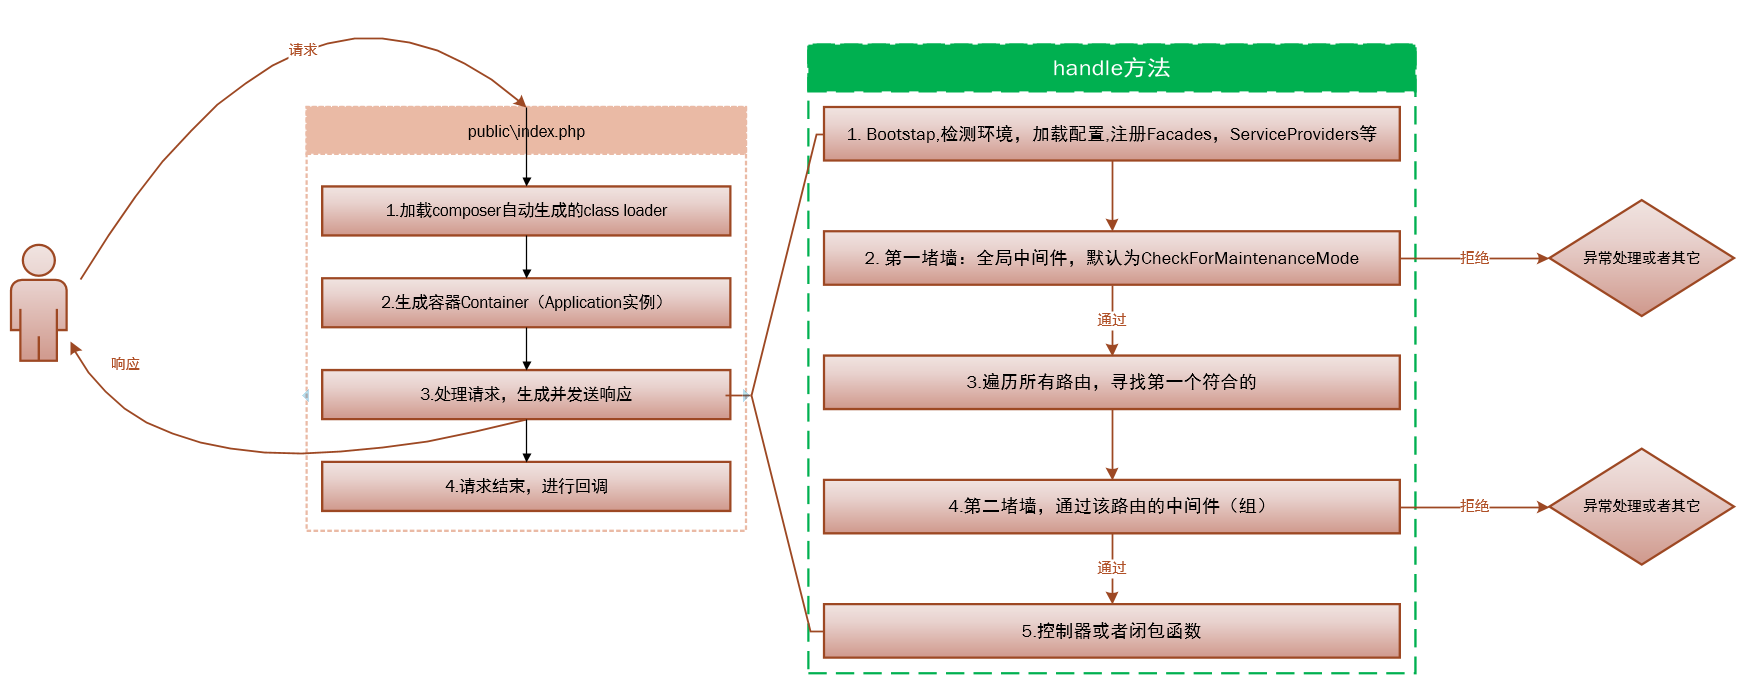 请求
public\index.php
1.加载composer自动生成的class loader
2.生成容器Container（Application实例）
3.处理请求，生成并发送响应
4.请求结束，进行回调
响应
handle方法
1. Bootstap,检测环境，加载配置,注册Facades，ServiceProviders等
2. 第一堵墙：全局中间件，默认为CheckForMaintenanceMode
拒绝
异常处理或者其它
通过
3.遍历所有路由，寻找第一个符合的
4.第二堵墙，通过该路由的中间件（组）
拒绝
异常处理或者其它
通过
5.控制器或者闭包函数